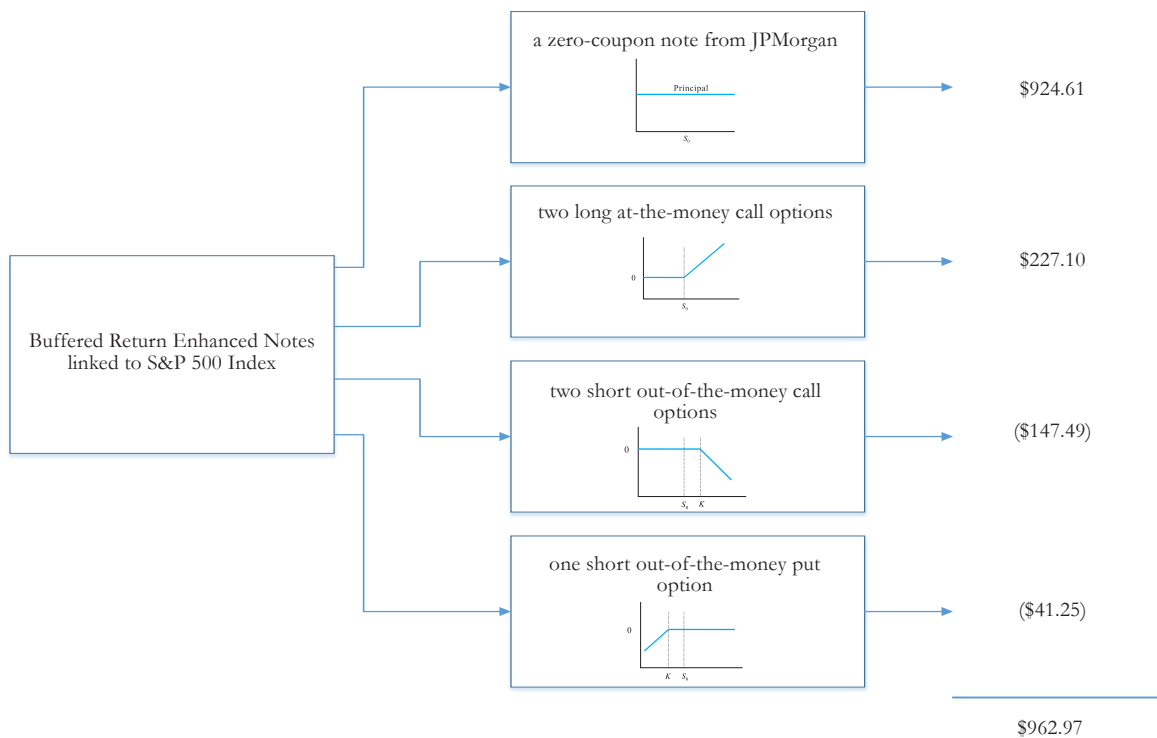 a zero-coupon note from JPMorgan
Principal
S₀
$924.61
two long at-the-money call options
0
S₀
$227.10
Buffered Return Enhanced Notes
linked to S&P 500 Index
two short out-of-the-money call
options
0
S₀ K
($147.49)
one short out-of-the-money put
option
0
K S₀
($41.25)
$962.97